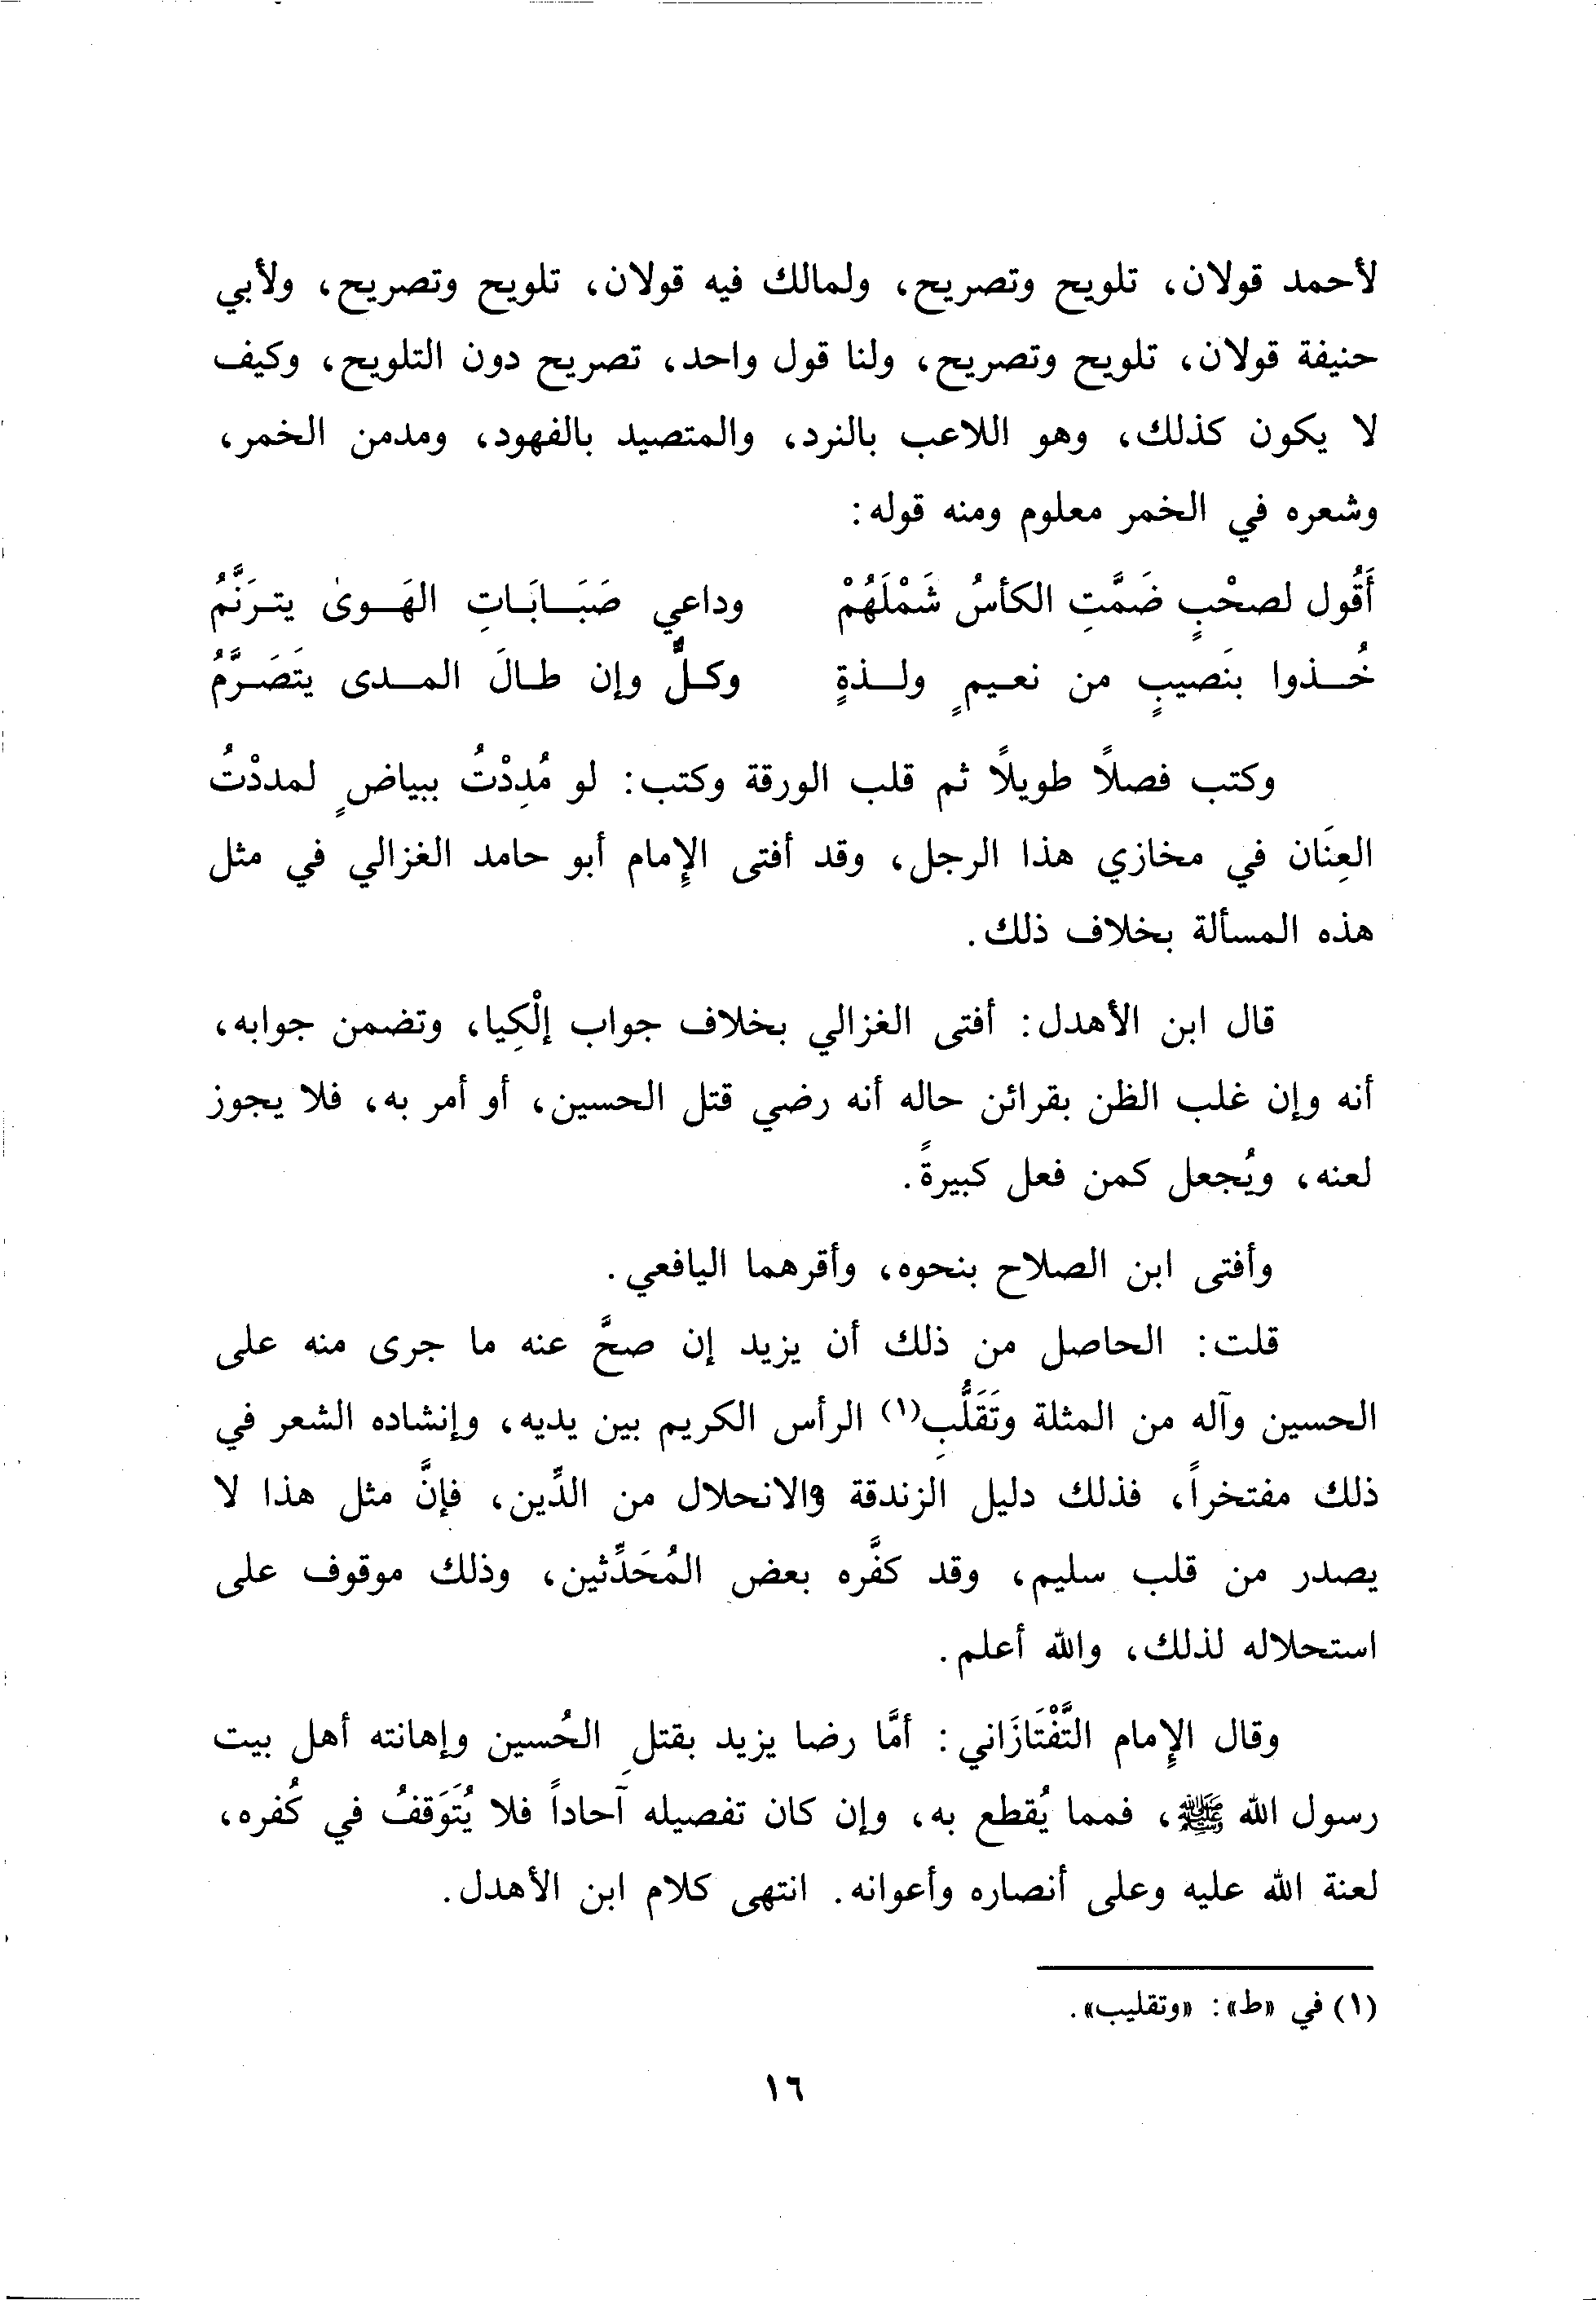 لأحمد قولان، تلويح وتصريح، ولمالك فيه قولان، تلويح وتصريح، ولأبي
حنيفة قولان، تلويح وتصريح، ولنا قول واحد، تصريح دون التلويح، وكيف
لا يكون كذلك، وهو اللاعب بالنرد، والمتصيد بالفهود، ومدمن الخمر،
وشعره في الخمر معلوم ومنه قوله:
أَقُول لصحْبٍ ضَمَّتِ الكأسُ شَمْلَهُمْ وداعي صَبَابَاتِ الهَوىٰ يترَنَّمُ
خُذوا بنَصيبٍ من نعيمٍ ولذةٍ وكلٌّ وإن طالَ المدى يتَصَرَّمُ
وكتب فصلًا طويلًا ثم قلب الورقة وكتب: لو مُدِدْتُ ببياضٍ لمددْتُ
العِنَان في مخازي هذا الرجل، وقد أفتى الإمام أبو حامد الغزالي في مثل
هذه المسألة بخلاف ذلك.
قال ابن الأهدل: أفتى الغزالي بخلاف جواب إلْكِيا، وتضمن جوابه،
أنه وإن غلب الظن بقرائن حاله أنه رضي قتل الحسين، أو أمر به، فلا يجوز
لعنه، ويُجعل كمن فعل كبيرةً.
وأفتى ابن الصلاح بنحوه، وأقرهما اليافعي.
قلت: الحاصل من ذلك أن يزيد إن صحَّ عنه ما جرى منه على
الحسين وآله من المثلة وتَقَلُّبِ(١) الرأس الكريم بين يديه، وإنشاده الشعر في
ذلك مفتخراً، فذلك دليل الزندقة والانحلال من الدِّين، فإنَّ مثل هذا لا
يصدر من قلب سليم، وقد كفَّره بعض المُحَدِّثين، وذلك موقوف على
استحلاله لذلك، والله أعلم.
وقال الإمام التَّفْتَازَاني: أمَّا رضا يزيد بقتلِ الحُسين وإهانته أهل بيت
رسول الله ﷺ، فمما يُقطع به، وإن كان تفصيله آحاداً فلا يُتَوَقفُ في كُفره،
لعنة الله عليه وعلى أنصاره وأعوانه. انتهى كلام ابن الأهدل.
(١) في «ط»: «وتقليب».
١٦